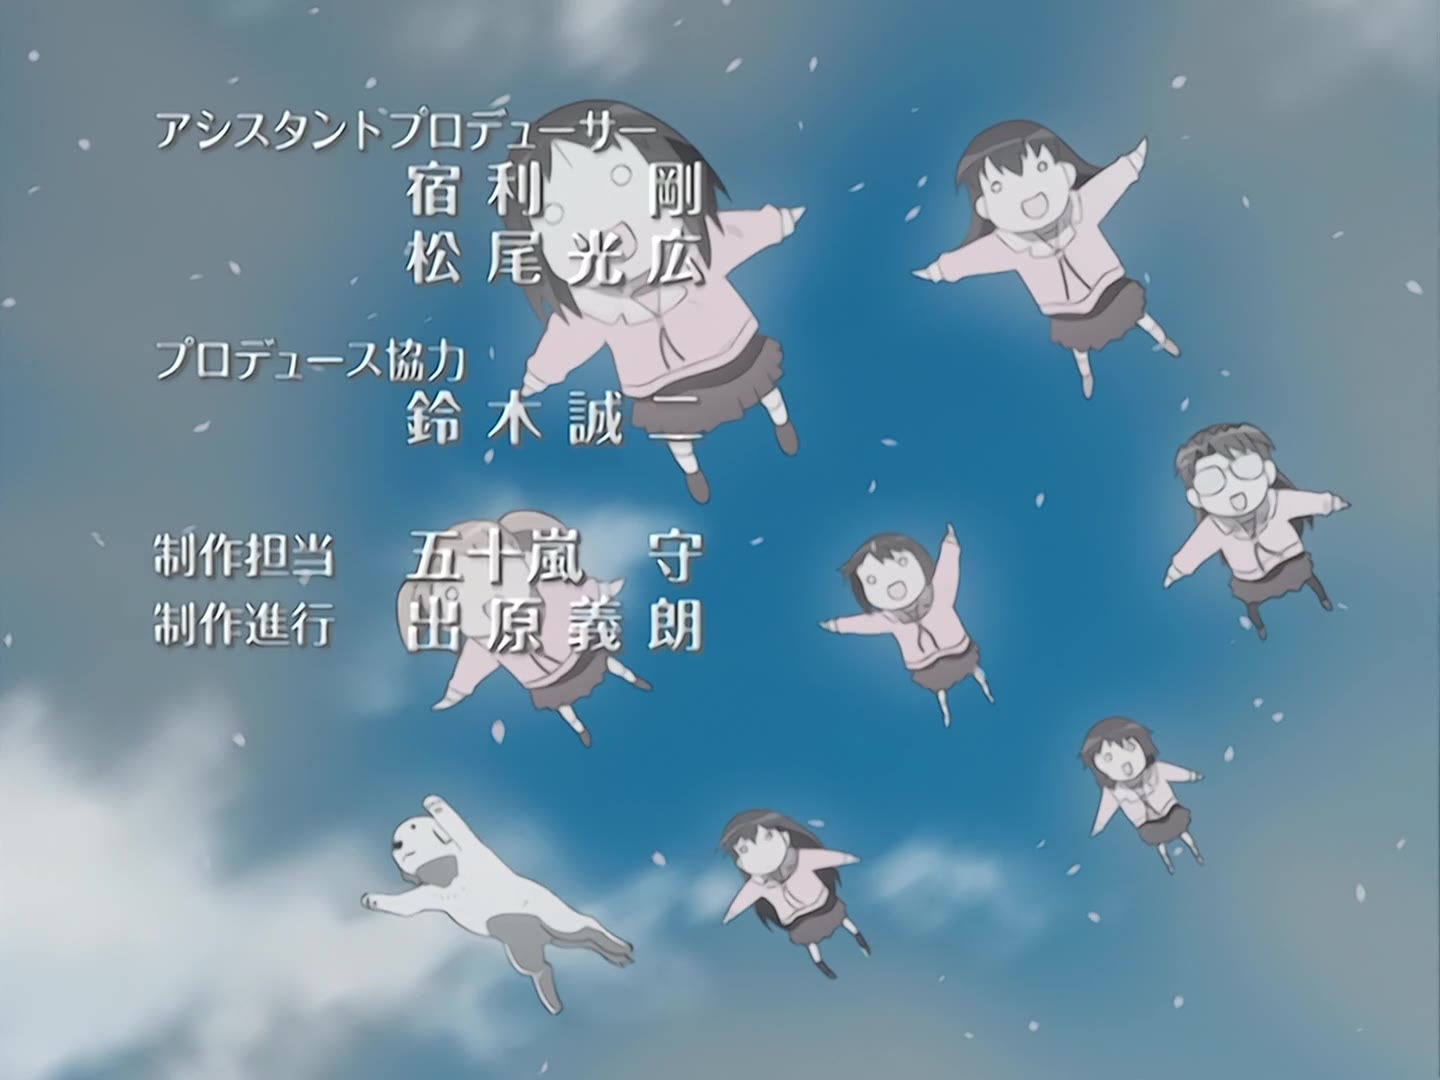 アシスタントプロデューサー
宿利 剛
松尾光広
プロデュース協力
鈴木誠二
制作担当 五十嵐 守
制作進行 出原義朗